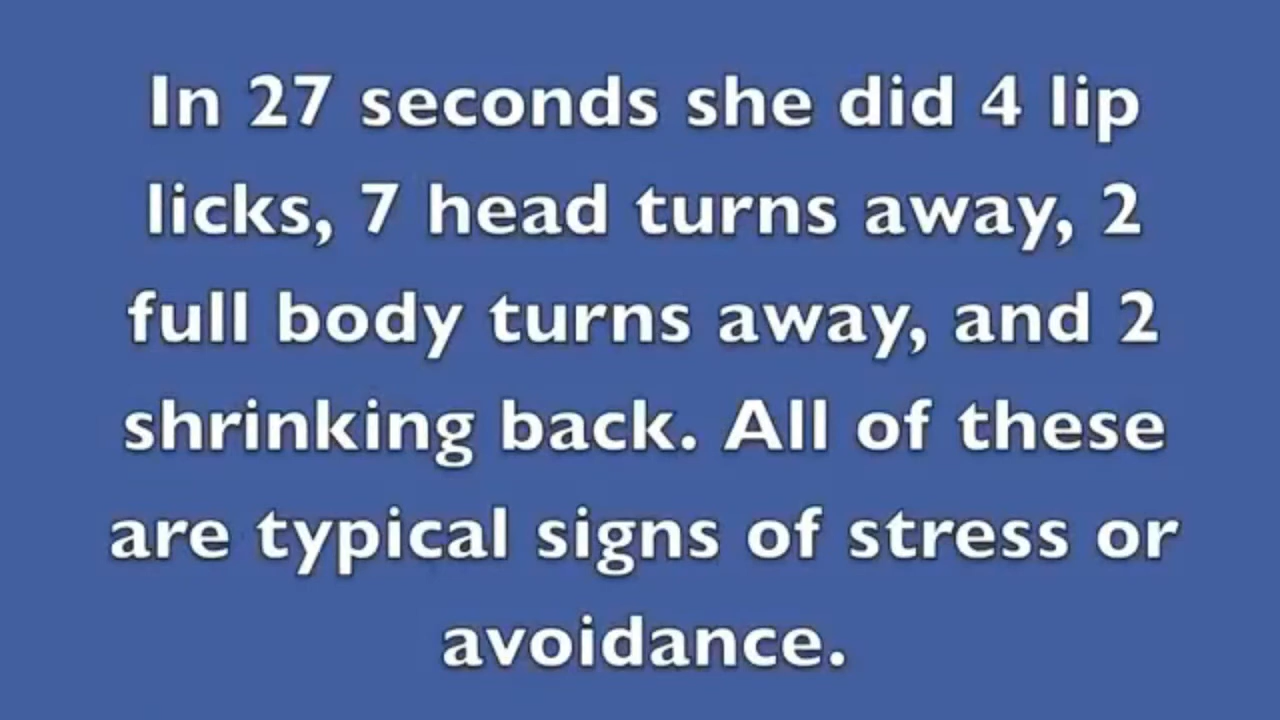 In 27 seconds she did 4 lip
licks, 7 head turns away, 2
full body turns away, and 2
shrinking back. All of these
are typical signs of stress or
avoidance.